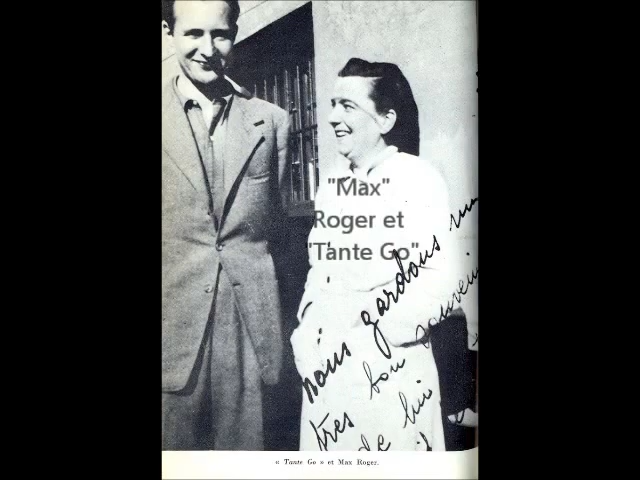 "Max"
Roger et
"Tante Go"
nous gardons un
très bon souvenir
de lui
« Tante Go » et Max Roger.